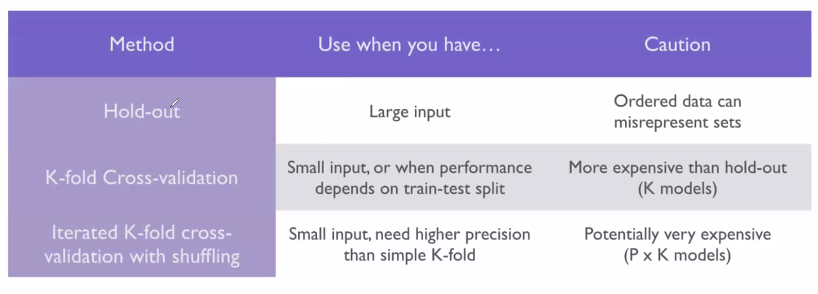 Method
Use when you have…
Caution
Hold-out
Large input
Ordered data can
misrepresent sets
K-fold Cross-validation
Small input, or when performance
depends on train-test split
More expensive than hold-out
(K models)
Iterated K-fold cross-
validation with shuffling
Small input, need higher precision
than simple K-fold
Potentially very expensive
(P x K models)